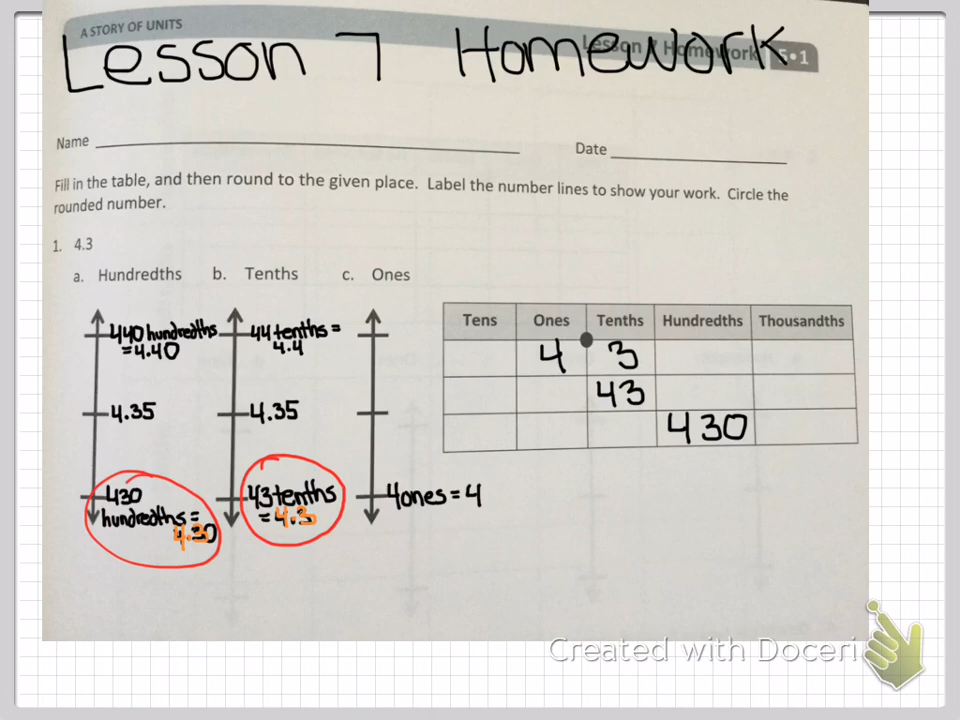 A STORY OF UNITS
Lesson 7 Homework 5•1
Lesson 7 Homework
Name
Date
Fill in the table, and then round to the given place. Label the number lines to show your work. Circle the
rounded number.
1. 4.3
a. Hundredths b. Tenths c. Ones
440 hundredths
=4.40
4.35
430
hundredths =
4.30
44 tenths =
4.4
4.35
43 tenths
= 4.3
4 ones = 4
Tens Ones Tenths Hundredths Thousandths
4 3
43
430
Created with Doceri